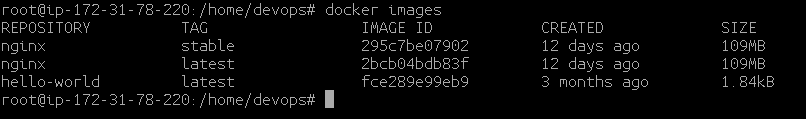 root@ip-172-31-78-220:/home/devops# docker images
REPOSITORY TAG IMAGE ID CREATED SIZE
nginx stable 295c7be07902 12 days ago 109MB
nginx latest 2bcb04bdb83f 12 days ago 109MB
hello-world latest fce289e99eb9 3 months ago 1.84kB
root@ip-172-31-78-220:/home/devops#